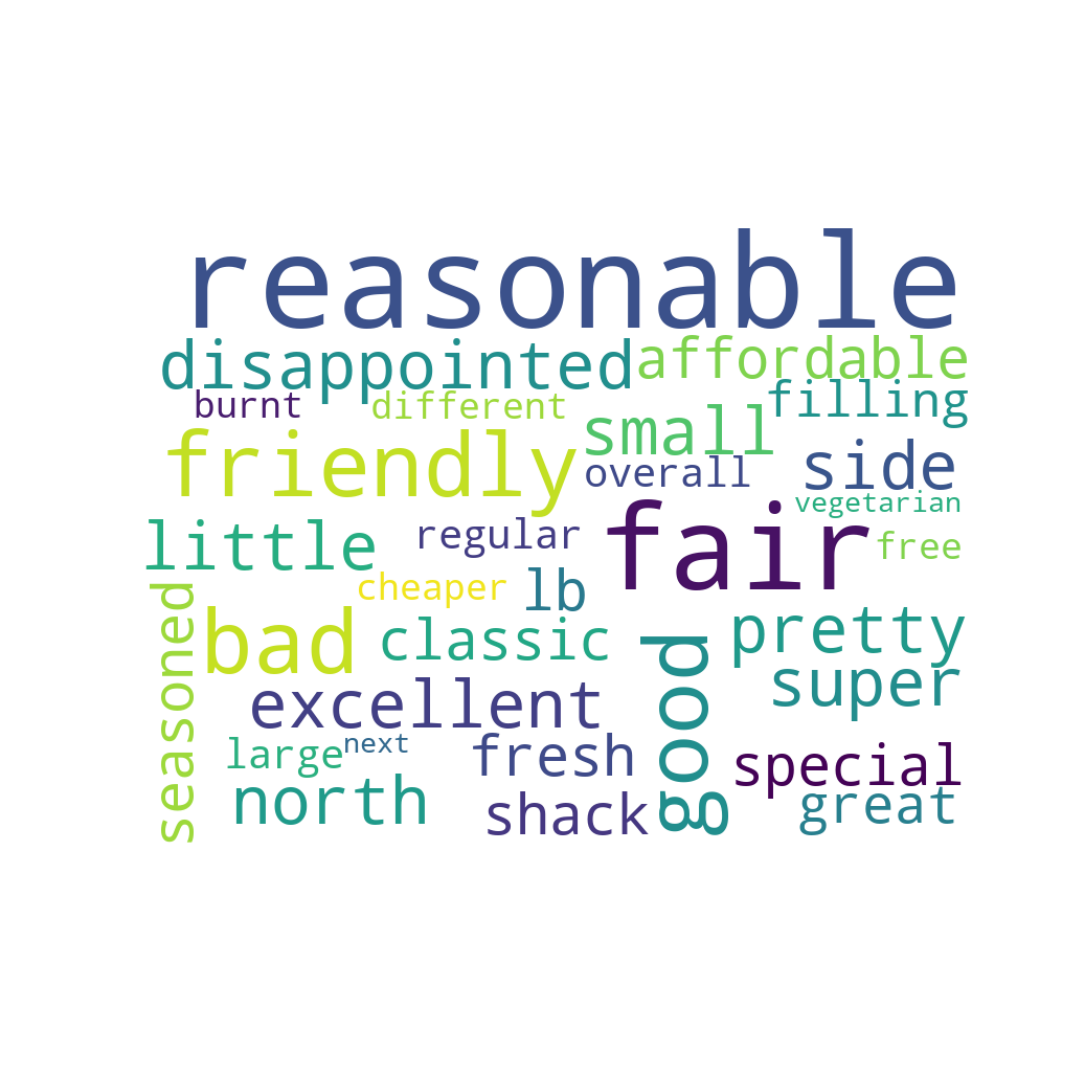 reasonable
disappointed
affordable
burnt
different
filling
small
friendly
overall
side
vegetarian
fair
little
regular
free
cheaper
lb
seasoned
bad
classic
good
pretty
super
excellent
large
next
fresh
special
north
shack
great